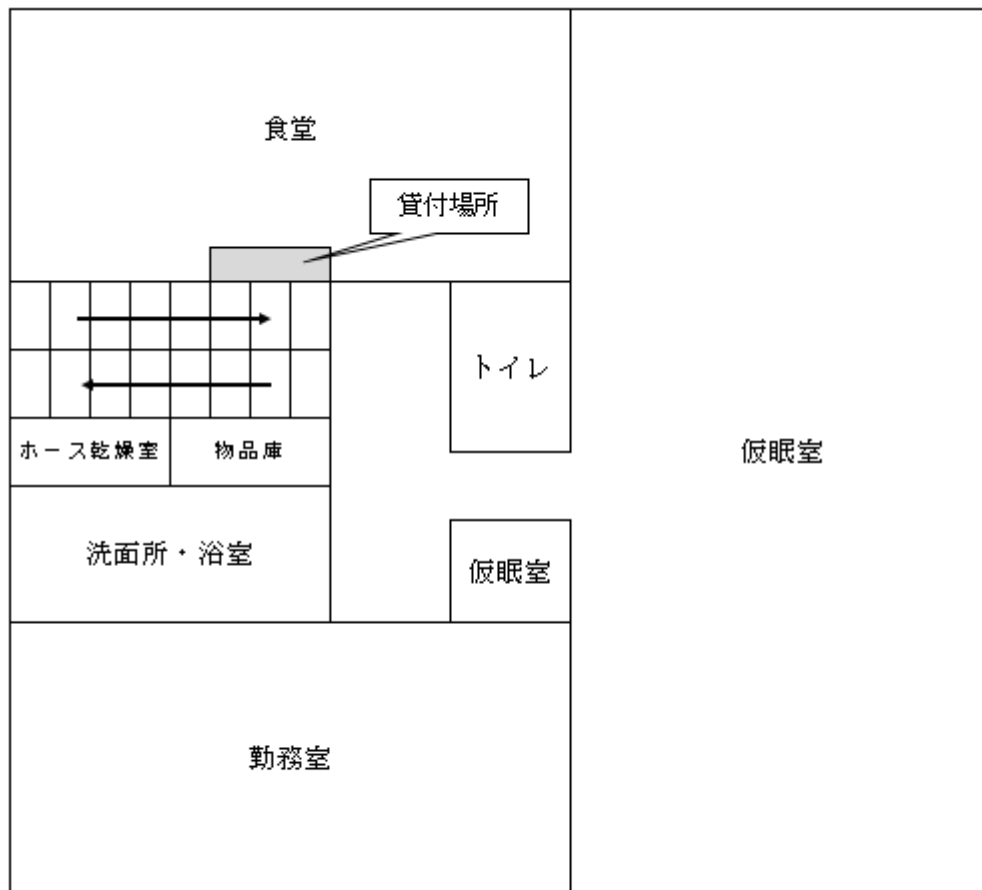 食堂
貸付場所
トイレ
ホース乾燥室
物品庫
仮眠室
洗面所・浴室
仮眠室
勤務室